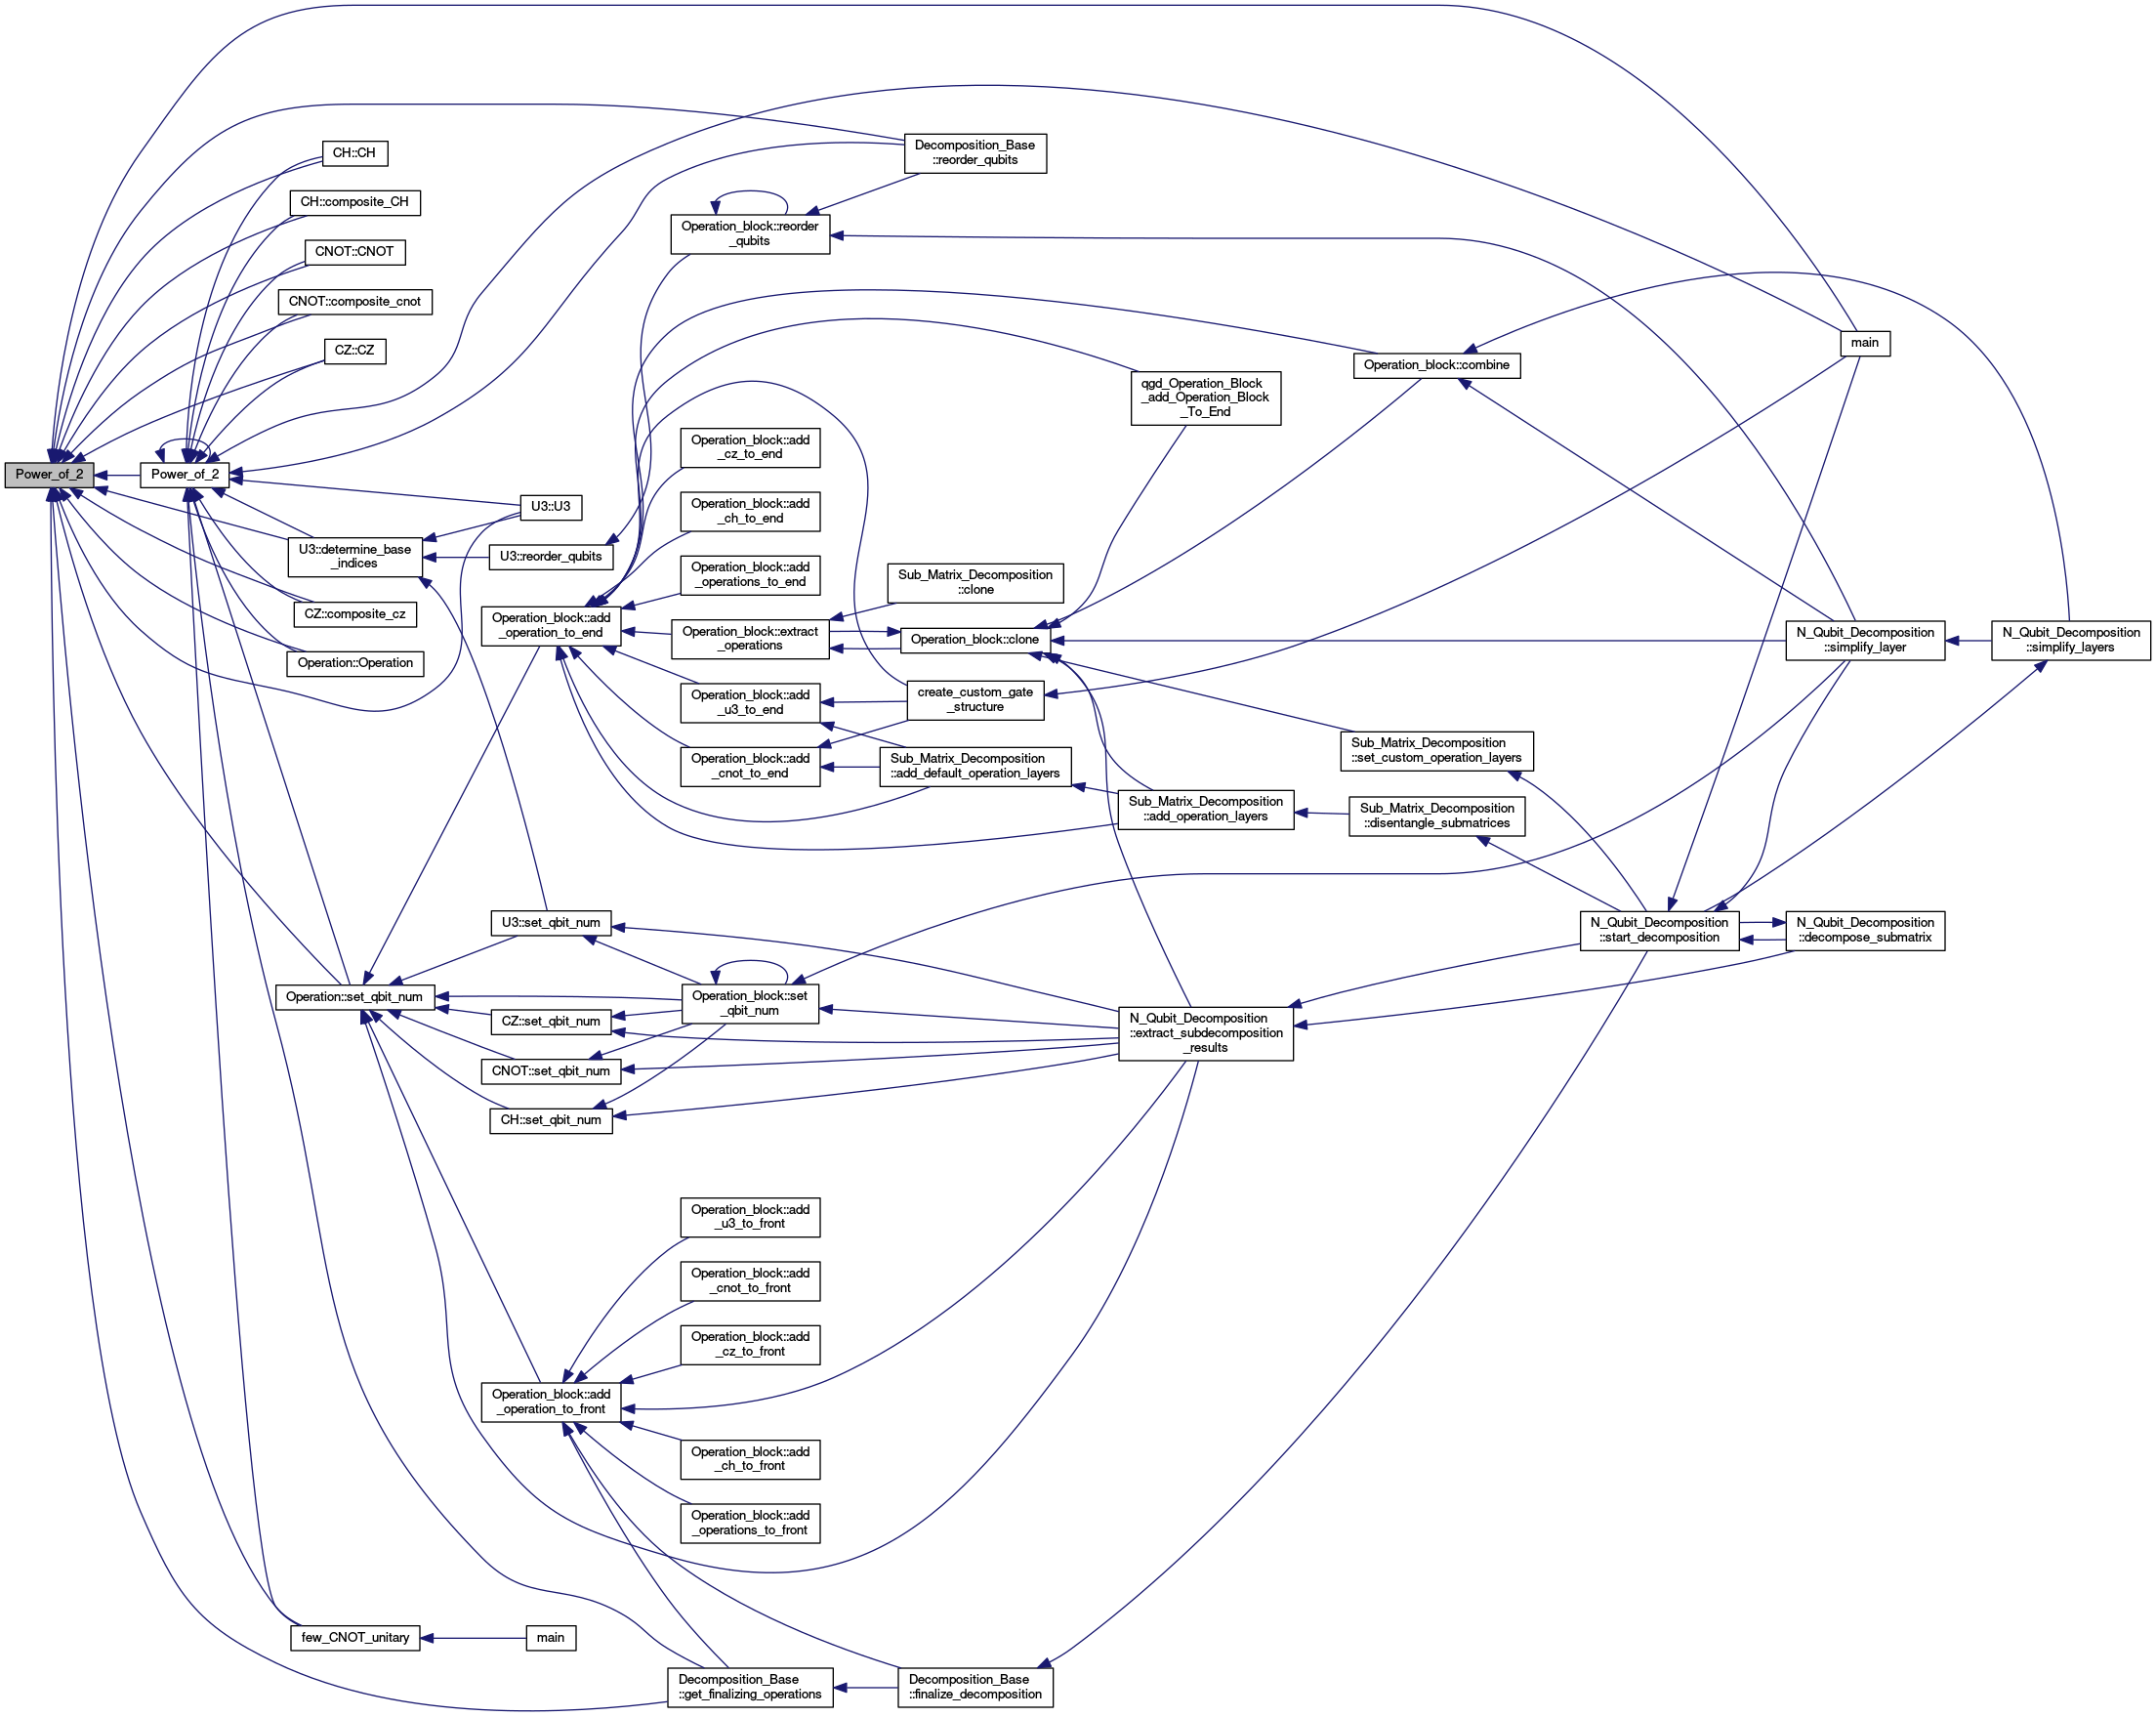 CH::CH
Decomposition_Base
::reorder_qubits
CH::composite_CH
Operation_block::reorder
_qubits
CNOT::CNOT
CNOT::composite_cnot
CZ::CZ
main
Operation_block::combine
qgd_Operation_Block
_add_Operation_Block
_To_End
Operation_block::add
_cz_to_end
Power_of_2
Power_of_2
U3::U3
Operation_block::add
_ch_to_end
U3::determine_base
_indices
U3::reorder_qubits
Operation_block::add
_operations_to_end
Sub_Matrix_Decomposition
::clone
CZ::composite_cz
Operation_block::add
_operation_to_end
Operation_block::extract
_operations
Operation_block::clone
N_Qubit_Decomposition
::simplify_layer
N_Qubit_Decomposition
::simplify_layers
Operation::Operation
Operation_block::add
_u3_to_end
create_custom_gate
_structure
Operation_block::add
_cnot_to_end
Sub_Matrix_Decomposition
::add_default_operation_layers
Sub_Matrix_Decomposition
::set_custom_operation_layers
Sub_Matrix_Decomposition
::add_operation_layers
Sub_Matrix_Decomposition
::disentangle_submatrices
U3::set_qbit_num
N_Qubit_Decomposition
::start_decomposition
N_Qubit_Decomposition
::decompose_submatrix
Operation::set_qbit_num
Operation_block::set
_qbit_num
CZ::set_qbit_num
N_Qubit_Decomposition
::extract_subdecomposition
_results
CNOT::set_qbit_num
CH::set_qbit_num
Operation_block::add
_u3_to_front
Operation_block::add
_cnot_to_front
Operation_block::add
_cz_to_front
Operation_block::add
_operation_to_front
Operation_block::add
_ch_to_front
Operation_block::add
_operations_to_front
few_CNOT_unitary
main
Decomposition_Base
::get_finalizing_operations
Decomposition_Base
::finalize_decomposition